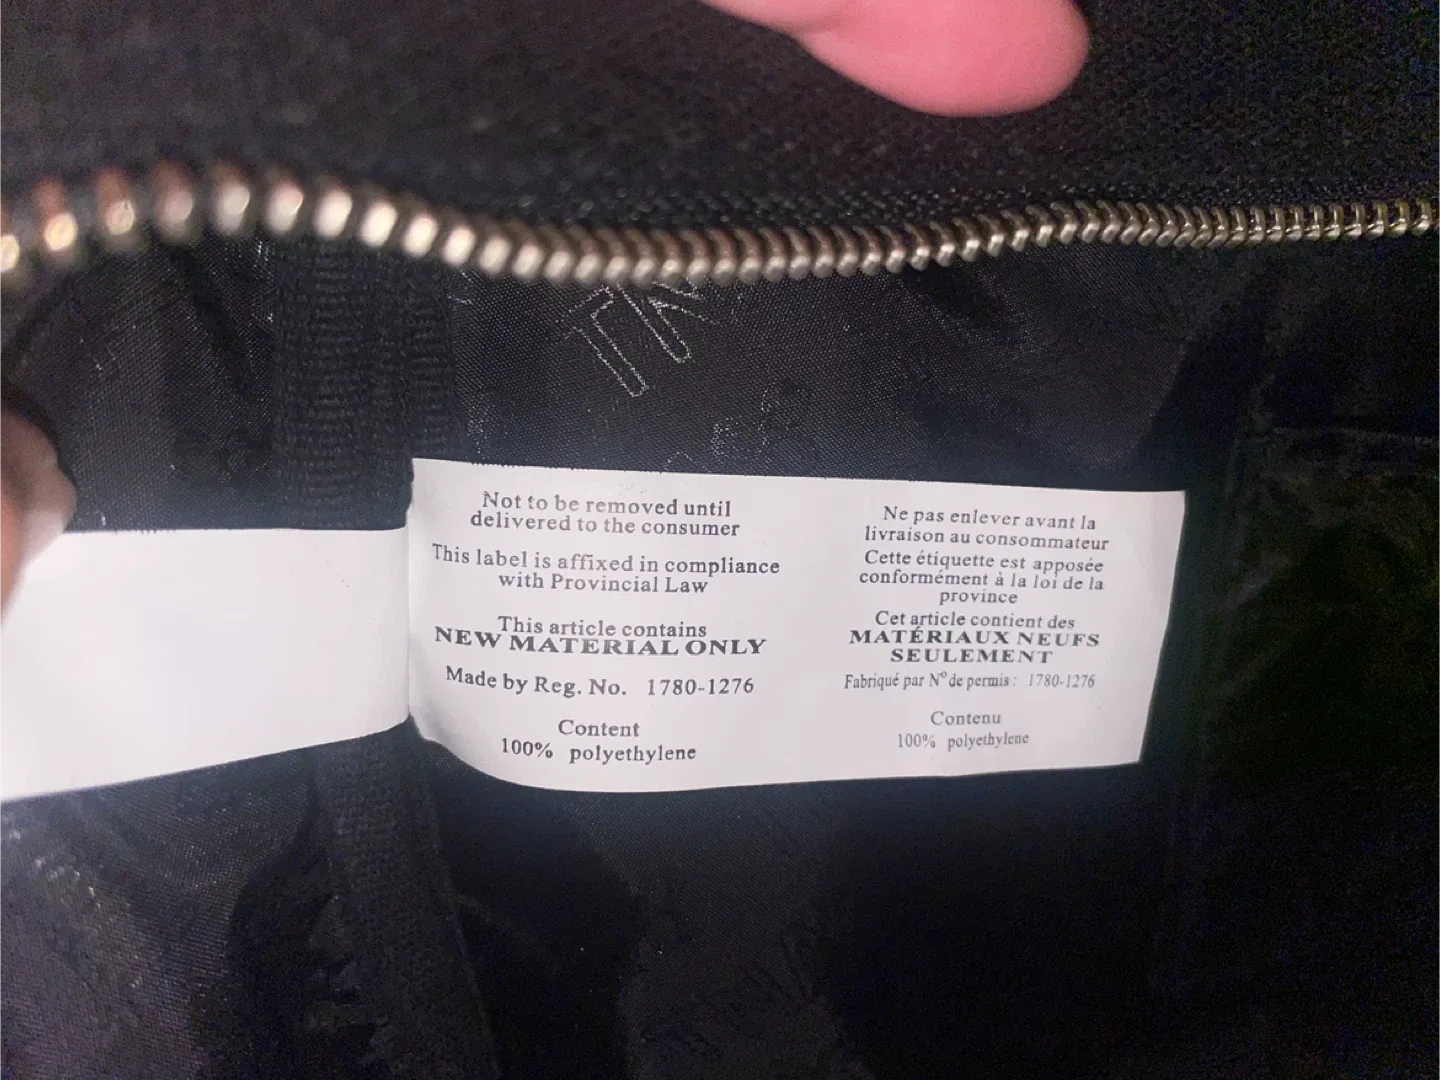 Not to be removed until
delivered to the consumer
This label is affixed in compliance
with Provincial Law
This article contains
NEW MATERIAL ONLY
Made by Reg. No. 1780-1276
Content
100% polyethylene
Ne pas enlever avant la
livraison au consommateur
Cette étiquette est apposée
conformément à la loi de la
province
Cet article contient des
MATÉRIAUX NEUFS
SEULEMENT
Fabriqué par Nº de permis : 1780-1276
Contenu
100% polyethylene